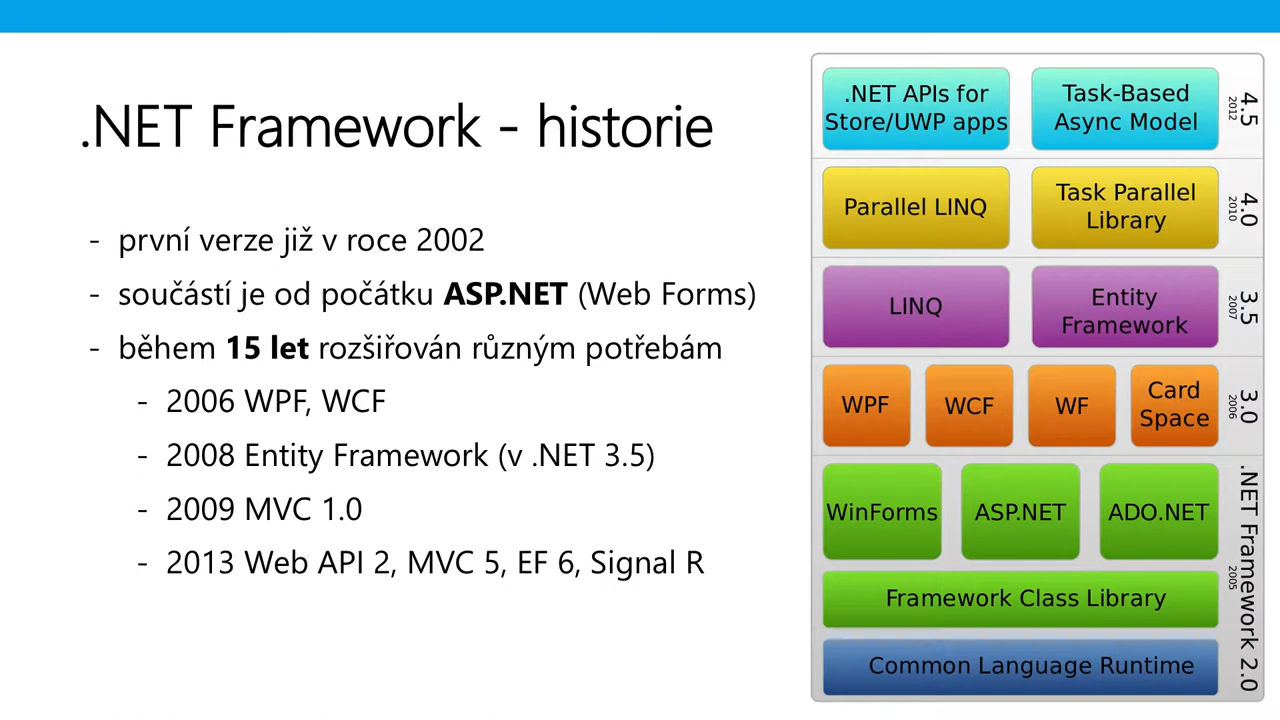 .NET Framework - historie
- první verze již v roce 2002
- součástí je od počátku ASP.NET (Web Forms)
- během 15 let rozšiřován různým potřebám
- 2006 WPF, WCF
- 2008 Entity Framework (v .NET 3.5)
- 2009 MVC 1.0
- 2013 Web API 2, MVC 5, EF 6, Signal R
.NET APIs for
Store/UWP apps
Task-Based
Async Model
4.5
2012
Parallel LINQ
Task Parallel
Library
4.0
2010
LINQ
Entity
Framework
3.5
2007
WPF
WCF
WF
Card
Space
3.0
2006
WinForms
ASP.NET
ADO.NET
Framework Class Library
Common Language Runtime
.NET Framework 2.0
2005